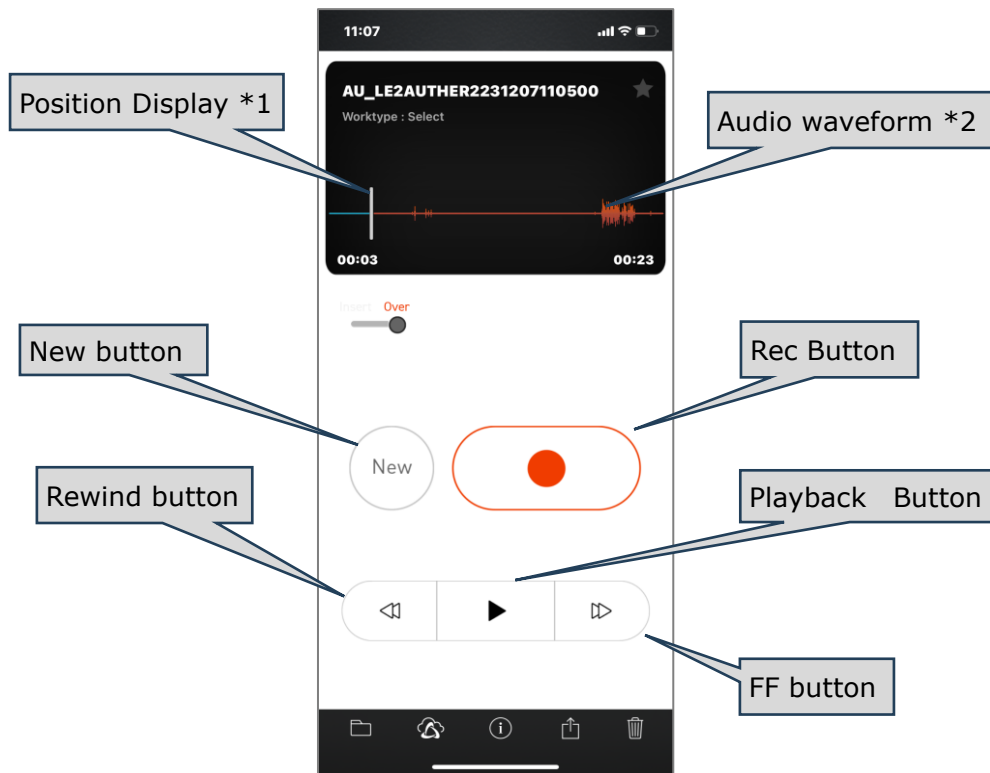 11:07
Position Display *1
AU_LE2AUTHER2231207110500
Worktype : Select
Audio waveform *2
00:03
00:23
Insert Over
New button
Rec Button
New
Rewind button
Playback Button
FF button